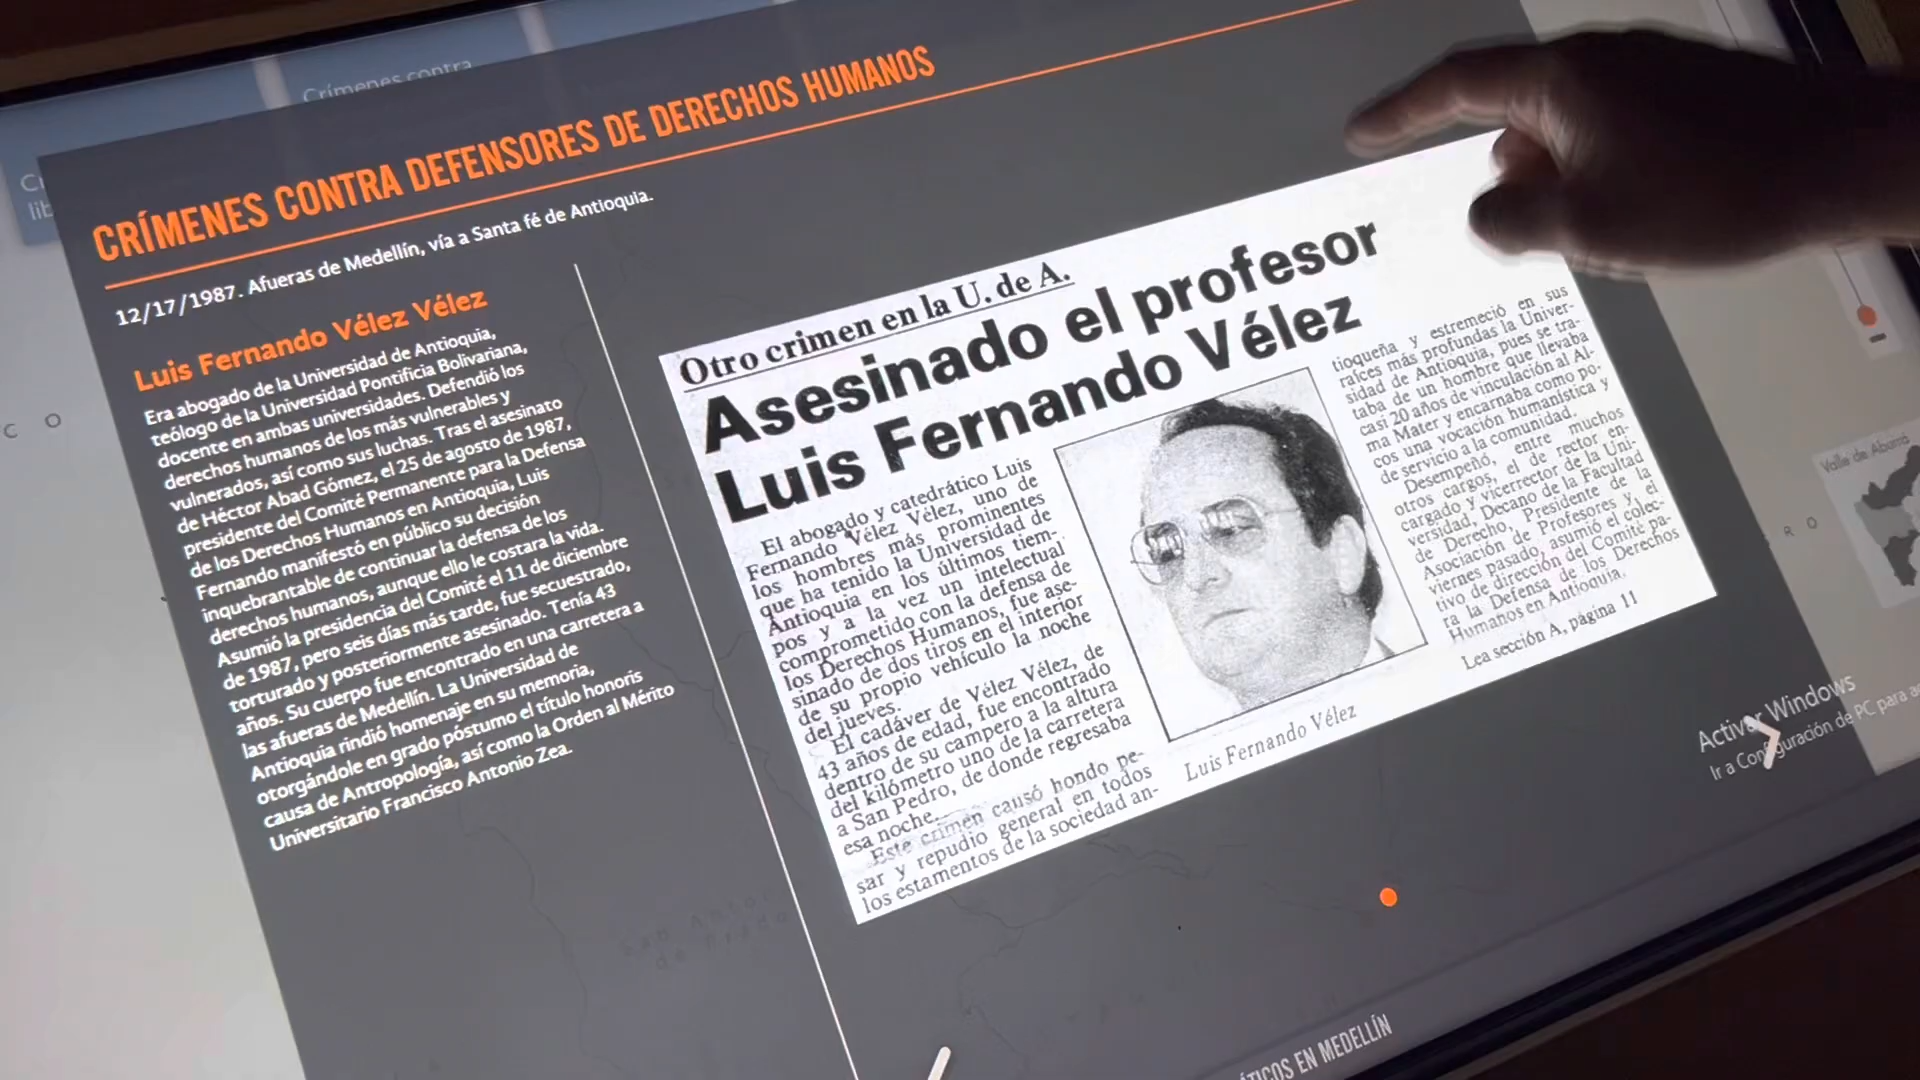 Crímenes contra
CRÍMENES CONTRA DEFENSORES DE DERECHOS HUMANOS
12/17/1987. Afueras de Medellín, vía a Santa fé de Antioquia.
Luis Fernando Vélez Vélez
Era abogado de la Universidad de Antioquia,
teólogo de la Universidad Pontificia Bolivariana,
docente en ambas universidades. Defendió los
derechos humanos de los más vulnerables y
vulnerados, así como sus luchas. Tras el asesinato
de Héctor Abad Gómez, el 25 de agosto de 1987,
presidente del Comité Permanente para la Defensa
de los Derechos Humanos en Antioquia, Luis
Fernando manifestó en público su decisión
inquebrantable de continuar la defensa de los
derechos humanos, aunque ello le costara la vida.
Asumió la presidencia del Comité el 11 de diciembre
de 1987, pero seis días más tarde, fue secuestrado,
torturado y posteriormente asesinado. Tenía 43
años. Su cuerpo fue encontrado en una carretera a
las afueras de Medellín. La Universidad de
Antioquia rindió homenaje en su memoria,
otorgándole en grado póstumo el título honoris
causa de Antropología, así como la Orden al Mérito
Universitario Francisco Antonio Zea.
Otro crimen en la U. de A.
Asesinado el profesor
Luis Fernando Vélez
El abogado y catedrático Luis
Fernando Vélez Vélez, uno de
los hombres más prominentes
que ha tenido la Universidad de
Antioquia en los últimos tiem-
pos y a la vez un intelectual
comprometido con la defensa de
los Derechos Humanos, fue ase-
sinado de dos tiros en el interior
de su propio vehículo la noche
del jueves.
El cadáver de Vélez Vélez, de
43 años de edad, fue encontrado
dentro de su campero a la altura
del kilómetro uno de la carretera
a San Pedro, de donde regresaba
esa noche.
Este crimen causó hondo pe-
sar y repudio general en todos
los estamentos de la sociedad an-
Luis Fernando Vélez
tioqueña y estremeció en sus
raíces más profundas la Univer-
sidad de Antioquia, pues se tra-
taba de un hombre que llevaba
casi 20 años de vinculación al Al-
ma Mater y encarnaba como po-
cos una vocación humanística y
de servicio a la comunidad.
Desempeñó, entre muchos
otros cargos, el de rector en-
cargado y vicerrector de la Uni-
versidad, Decano de la Facultad
de Derecho, Presidente de la
Asociación de Profesores y, el
viernes pasado, asumió el colec-
tivo de dirección del Comité pa-
ra la Defensa de los Derechos
Humanos en Antioquia.
Lea sección A, página 11
Valle de Aburrá
Activar Windows
Ir a Configuración de PC para
EN MEDELLÍN